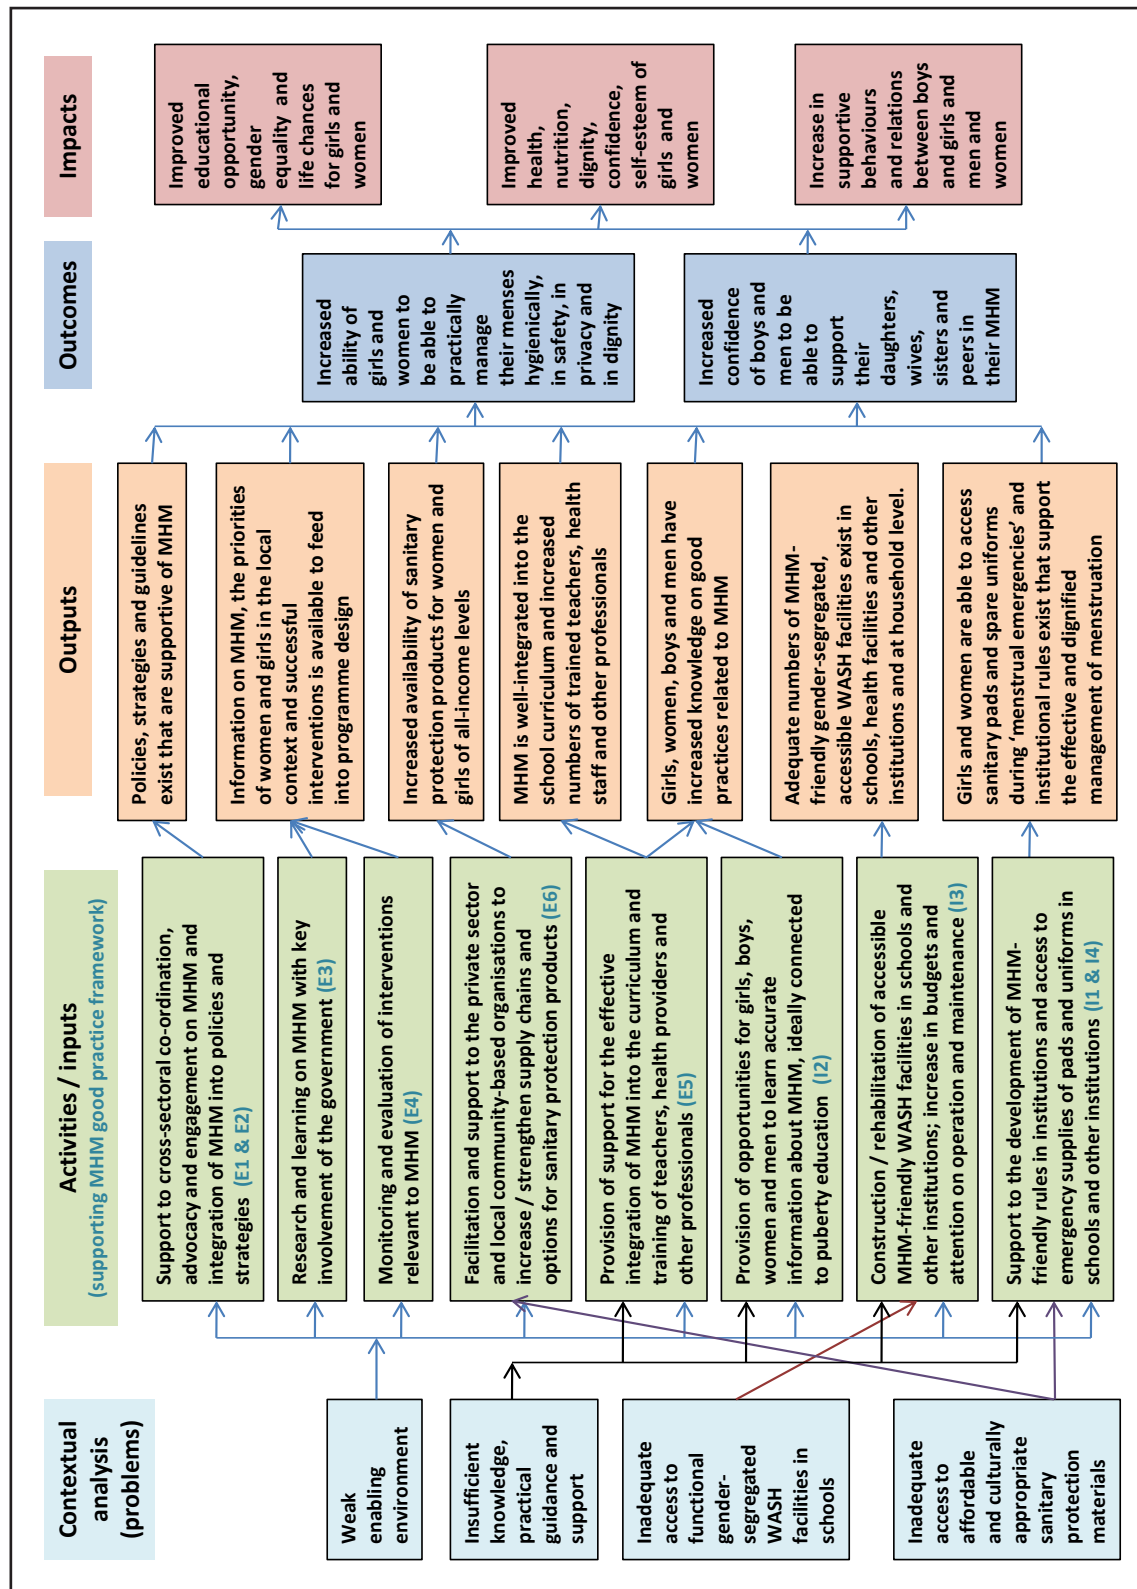 Contextual
analysis
(problems)
Weak
enabling
environment
Insufficient
knowledge,
practical
guidance and
support
Inadequate
access to
functional
gender-
segregated
WASH
facilities in
schools
Inadequate
access to
affordable
and culturally
appropriate
sanitary
protection
materials
Activities / inputs
(supporting MHM good practice framework)
Support to cross-sectoral co-ordination,
advocacy and engagement on MHM and
integration of MHM into policies and
strategies (E1 & E2)
Research and learning on MHM with key
involvement of the government (E3)
Monitoring and evaluation of interventions
relevant to MHM (E4)
Facilitation and support to the private sector
and local community-based organisations to
increase / strengthen supply chains and
options for sanitary protection products (E6)
Provision of support for the effective
integration of MHM into the curriculum and
training of teachers, health providers and
other professionals (E5)
Provision of opportunities for girls, boys,
women and men to learn accurate
information about MHM, ideally connected
to puberty education (I2)
Construction / rehabilitation of accessible
MHM-friendly WASH facilities in schools and
other institutions; increase in budgets and
attention on operation and maintenance (I3)
Support to the development of MHM-
friendly rules in institutions and access to
emergency supplies of pads and uniforms in
schools and other institutions (I1 & I4)
Outputs
Policies, strategies and guidelines
exist that are supportive of MHM
Information on MHM, the priorities
of women and girls in the local
context and successful
interventions is available to feed
into programme design
Increased availability of sanitary
protection products for women and
girls of all-income levels
MHM is well-integrated into the
school curriculum and increased
numbers of trained teachers, health
staff and other professionals
Girls, women, boys and men have
increased knowledge on good
practices related to MHM
Adequate numbers of MHM-
friendly gender-segregated,
accessible WASH facilities exist in
schools, health facilities and other
institutions and at household level.
Girls and women are able to access
sanitary pads and spare uniforms
during ‘menstrual emergencies’ and
institutional rules exist that support
the effective and dignified
management of menstruation
Outcomes
Increased
ability of
girls and
women to
be able to
practically
manage
their menses
hygienically,
in safety, in
privacy and
in dignity
Increased
confidence
of boys and
men to be
able to
support
their
daughters,
wives,
sisters and
peers in
their MHM
Impacts
Improved
educational
opportunity,
gender
equality and
life chances
for girls and
women
Improved
health,
nutrition,
dignity,
confidence,
self-esteem of
girls and
women
Increase in
supportive
behaviours
and relations
between boys
and girls and
men and
women